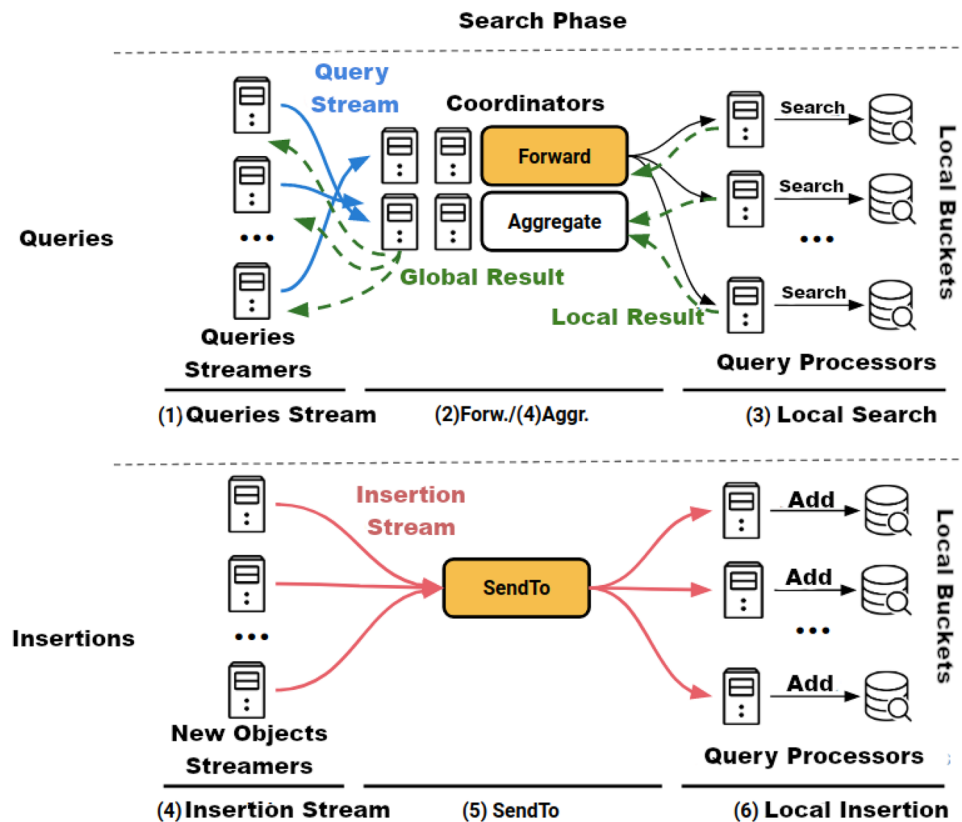 Search Phase
Query
Stream
Coordinators
Forward
Aggregate
Search
Search
•••
Search
Local Buckets
Queries
•••
Global Result
Local Result
Queries
Streamers
Query Processors
(1) Queries Stream
(2)Forw./(4)Aggr.
(3) Local Search
Insertion
Stream
SendTo
Add
Add
•••
Add
Local Buckets
Insertions
•••
New Objects
Streamers
Query Processors
(4) Insertion Stream
(5) SendTo
(6) Local Insertion